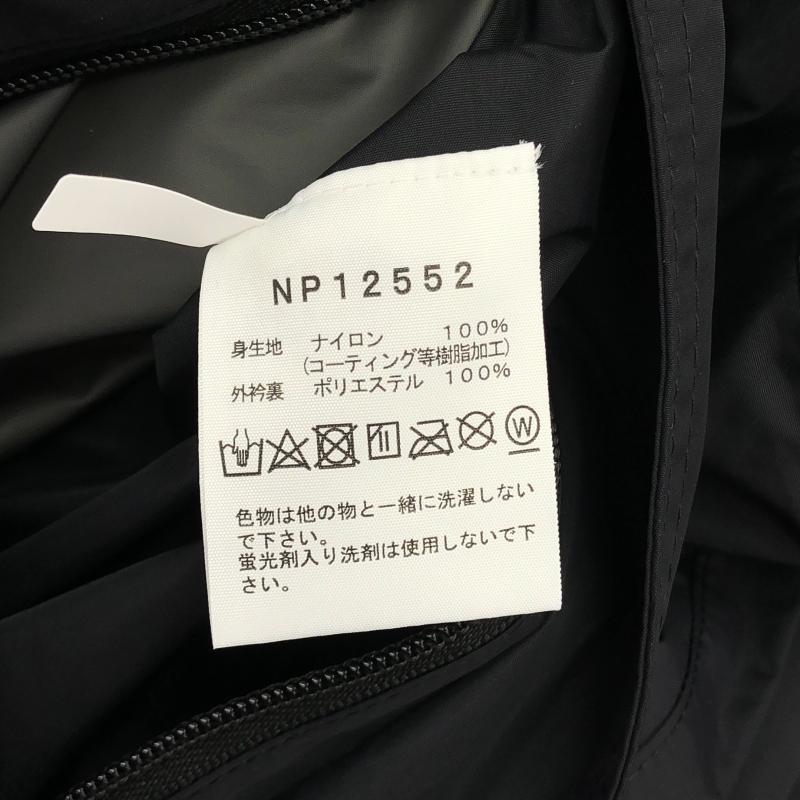 NP12552
身生地 ナイロン 100%
(コーティング等樹脂加工)
外衿裏 ポリエステル 100%
W
色物は他の物と一緒に洗濯しない
で下さい。
蛍光剤入り洗剤は使用しないで下
さい。